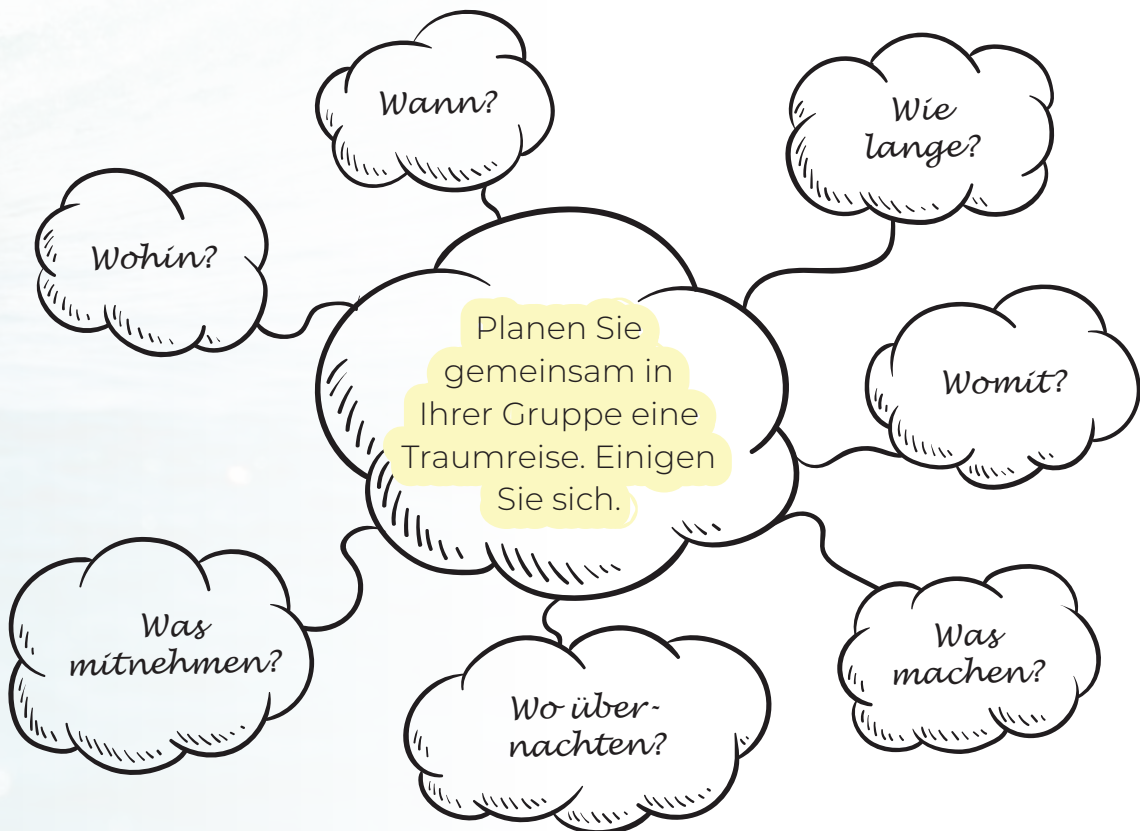 Wann?
Wie
lange?
Wohin?
Planen Sie
gemeinsam in
Ihrer Gruppe eine
Traumreise. Einigen
Sie sich.
Womit?
Was
mitnehmen?
Wo über-
nachten?
Was
machen?